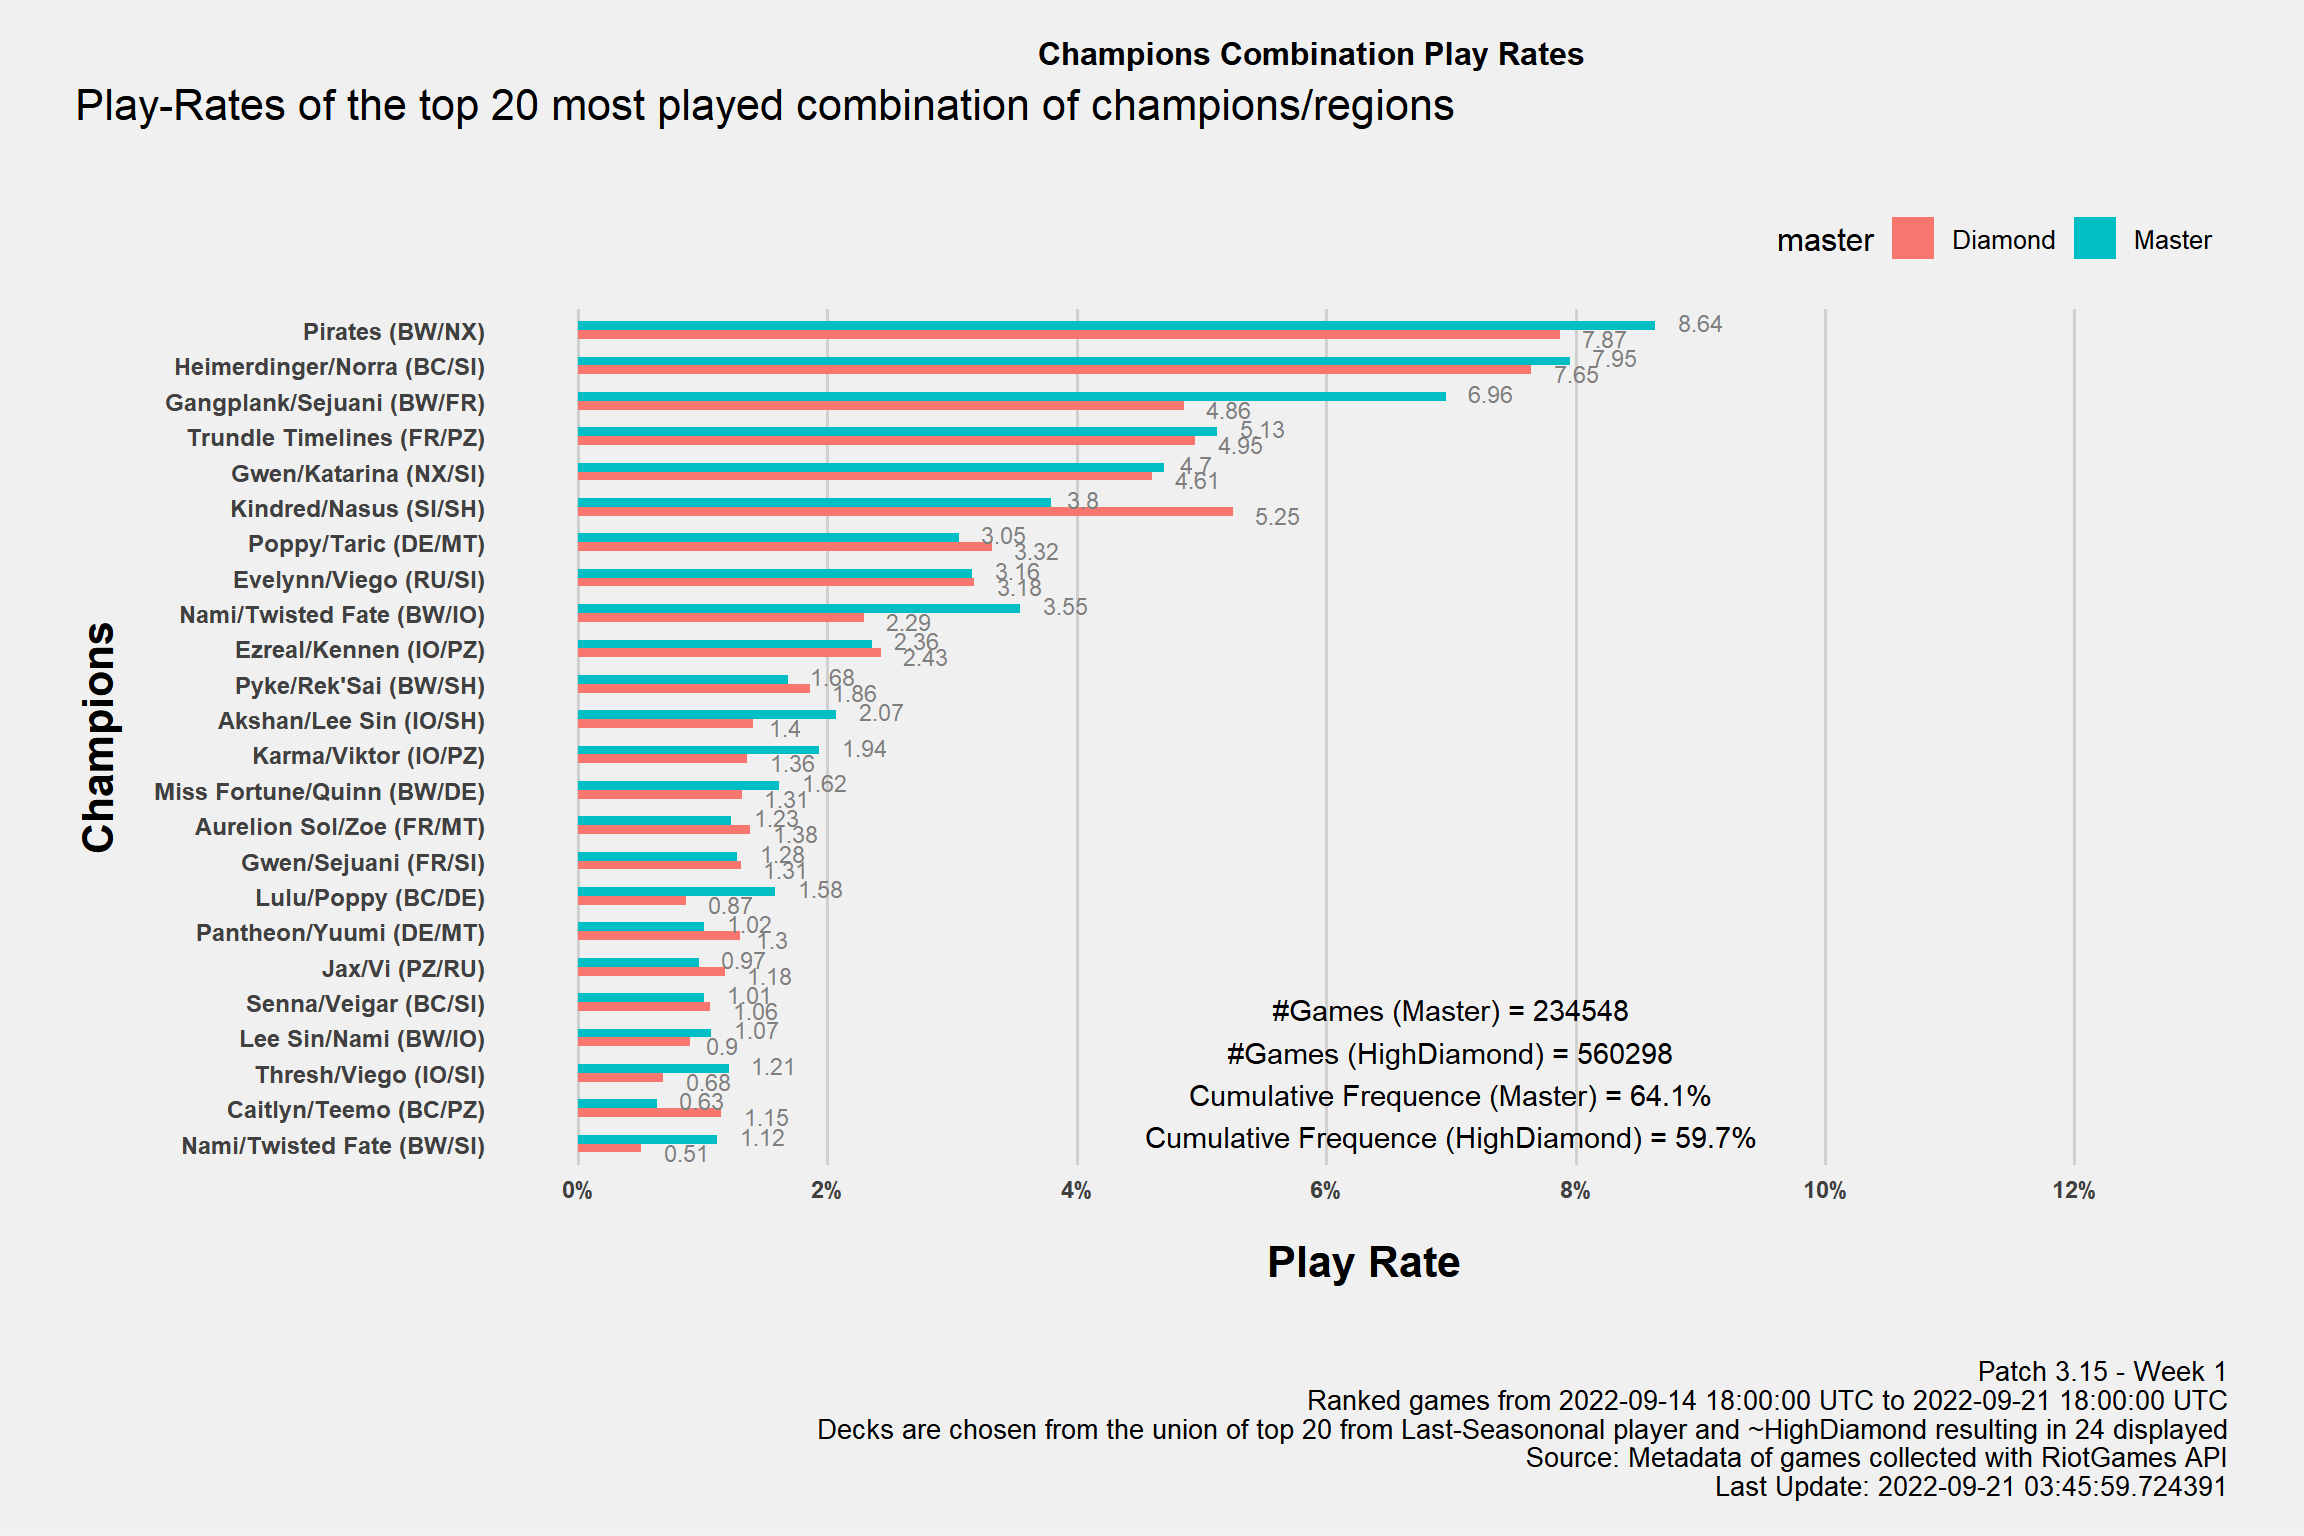 Champions Combination Play Rates
Play-Rates of the top 20 most played combination of champions/regions
master Diamond Master
Champions
Pirates (BW/NX) 8.64 7.87
Heimerdinger/Norra (BC/SI) 7.95 7.65
Gangplank/Sejuani (BW/FR) 6.96 4.86
Trundle Timelines (FR/PZ) 5.13 4.95
Gwen/Katarina (NX/SI) 4.7 4.61
Kindred/Nasus (SI/SH) 3.8 5.25
Poppy/Taric (DE/MT) 3.05 3.32
Evelynn/Viego (RU/SI) 3.16 3.18
Nami/Twisted Fate (BW/IO) 3.55 2.29
Ezreal/Kennen (IO/PZ) 2.36 2.43
Pyke/Rek'Sai (BW/SH) 1.68 1.86
Akshan/Lee Sin (IO/SH) 2.07 1.4
Karma/Viktor (IO/PZ) 1.94 1.36
Miss Fortune/Quinn (BW/DE) 1.62 1.31
Aurelion Sol/Zoe (FR/MT) 1.23 1.38
Gwen/Sejuani (FR/SI) 1.28 1.31
Lulu/Poppy (BC/DE) 1.58 0.87
Pantheon/Yuumi (DE/MT) 1.02 1.3
Jax/Vi (PZ/RU) 0.97 1.18
Senna/Veigar (BC/SI) 1.01 1.06
Lee Sin/Nami (BW/IO) 1.07 0.9
Thresh/Viego (IO/SI) 1.21 0.68
Caitlyn/Teemo (BC/PZ) 0.63 1.15
Nami/Twisted Fate (BW/SI) 1.12 0.51
#Games (Master) = 234548
#Games (HighDiamond) = 560298
Cumulative Frequence (Master) = 64.1%
Cumulative Frequence (HighDiamond) = 59.7%
0% 2% 4% 6% 8% 10% 12%
Play Rate
Patch 3.15 - Week 1
Ranked games from 2022-09-14 18:00:00 UTC to 2022-09-21 18:00:00 UTC
Decks are chosen from the union of top 20 from Last-Seasononal player and ~HighDiamond resulting in 24 displayed
Source: Metadata of games collected with RiotGames API
Last Update: 2022-09-21 03:45:59.724391